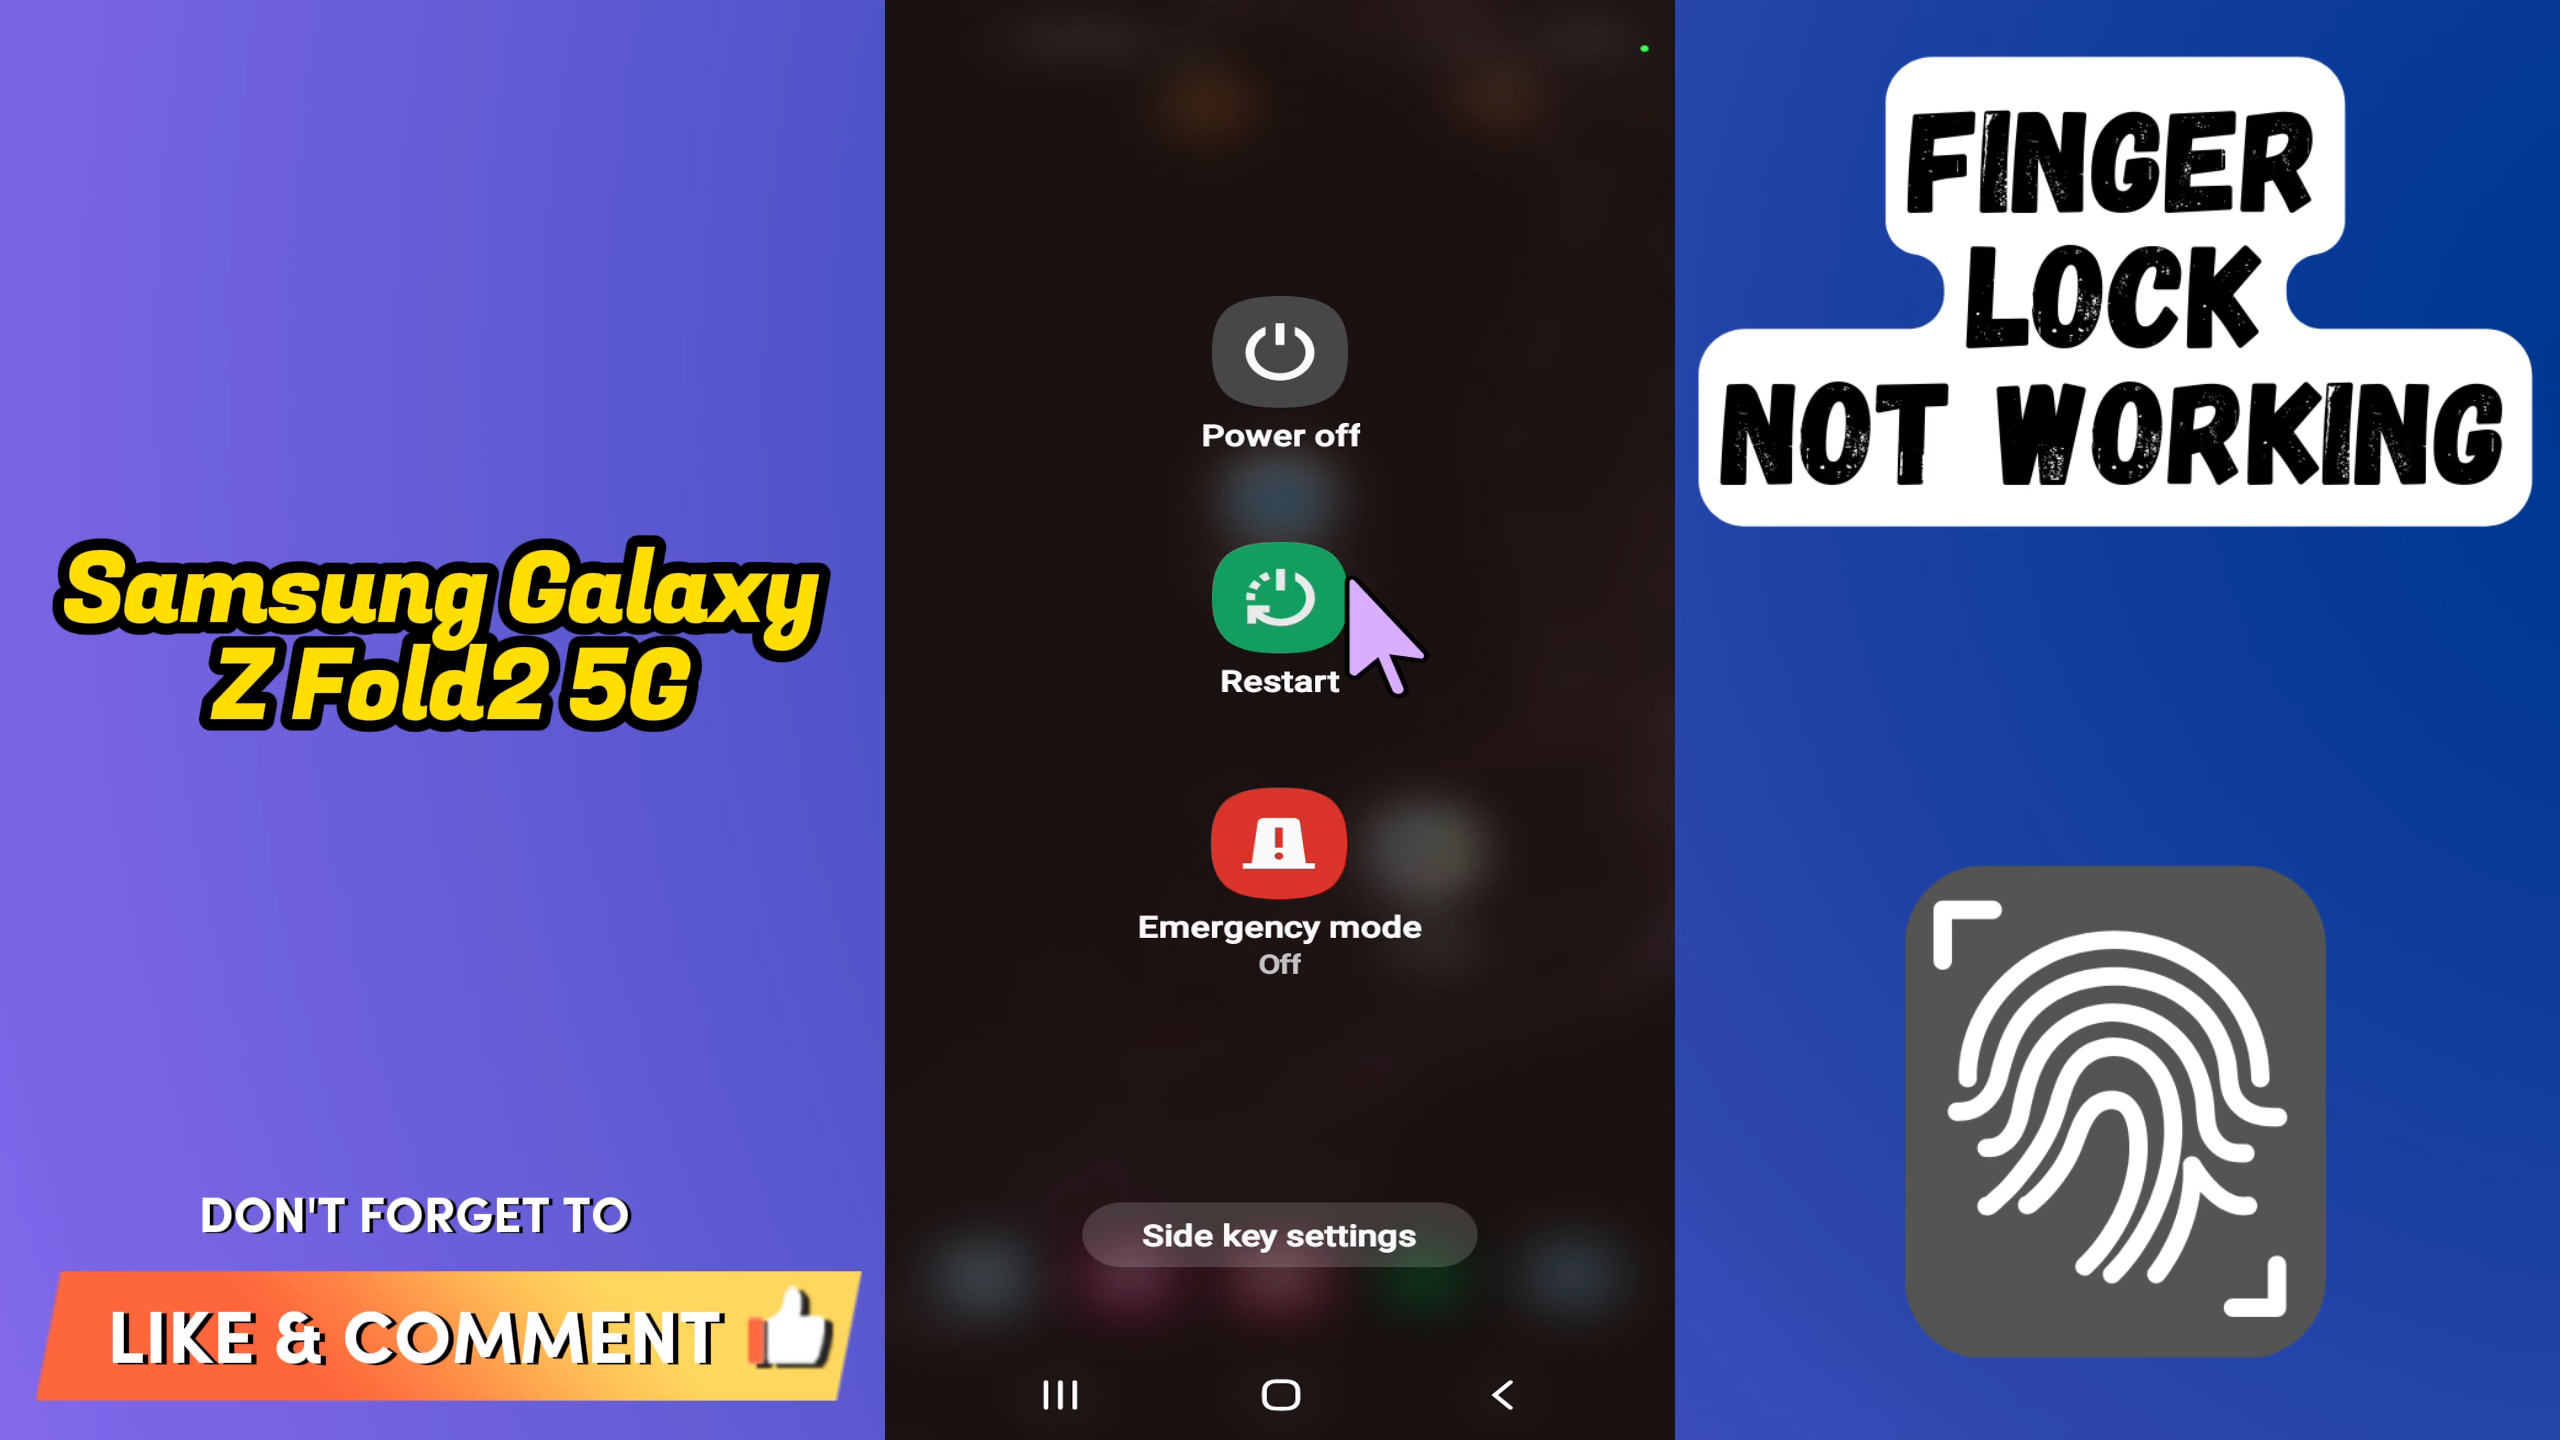 Samsung Galaxy
Z Fold2 5G
DON'T FORGET TO
LIKE & COMMENT
Power off
Restart
Emergency mode
Off
Side key settings
FINGER
LOCK
NOT WORKING